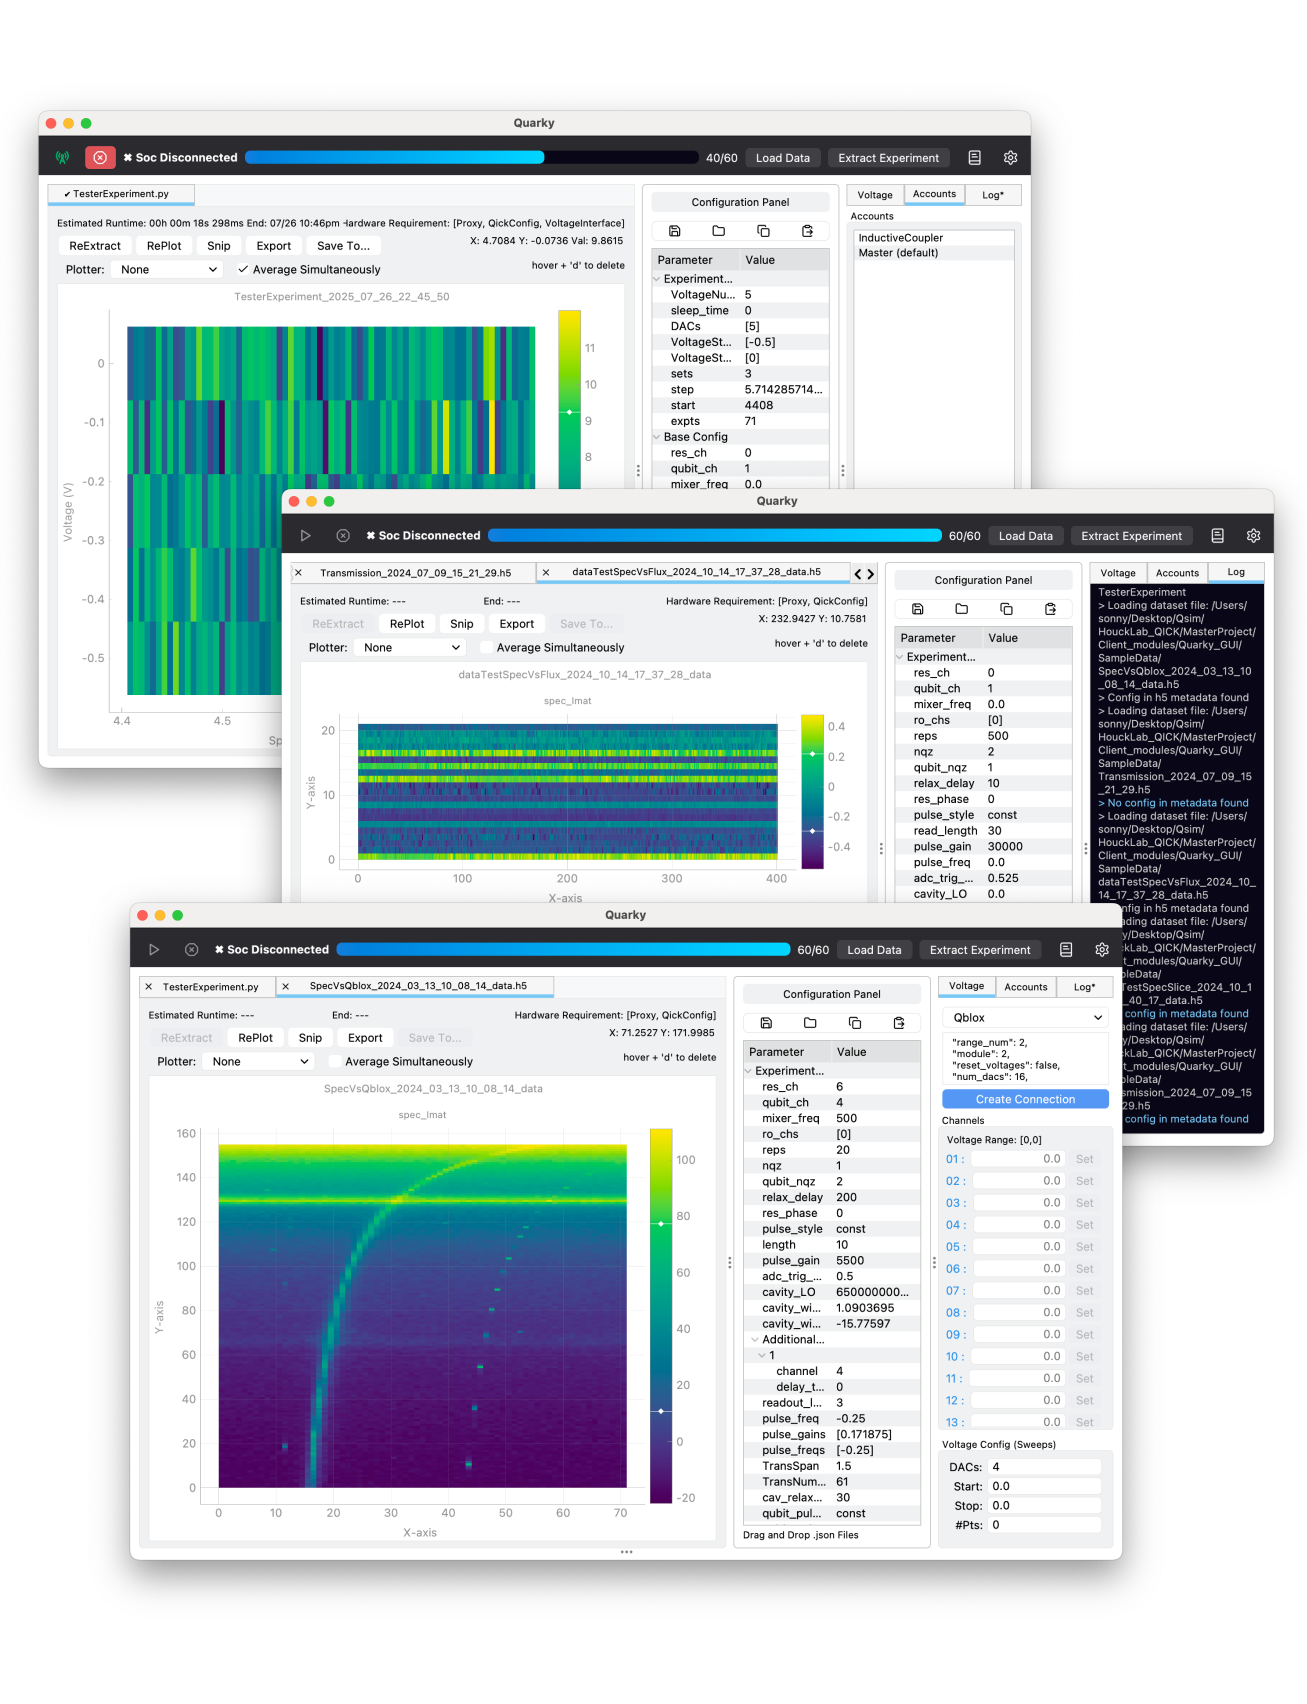 Quarky
✖ Soc Disconnected
40/60
Load Data
Extract Experiment
✔ TesterExperiment.py
Estimated Runtime: 00h 00m 18s 298ms End: 07/26 10:46pm
Hardware Requirement: [Proxy, QickConfig, VoltageInterface]
ReExtract
RePlot
Snip
Export
Save To...
X: 4.7084 Y: -0.0736 Val: 9.8615
Plotter:
None
Average Simultaneously
hover + 'd' to delete
TesterExperiment_2025_07_26_22_45_50
Voltage (V)
0
-0.1
-0.2
-0.3
-0.4
-0.5
4.4
4.5
Sp
11
10
9
8
Configuration Panel
Parameter Value
Experiment...
VoltageNu... 5
sleep_time 0
DACs [5]
VoltageSt... [-0.5]
VoltageSt... [0]
sets 3
step 5.714285714...
start 4408
expts 71
Base Config
res_ch 0
qubit_ch 1
mixer_freq 0.0
Voltage
Accounts
Log*
Accounts
InductiveCoupler
Master (default)
Quarky
✖ Soc Disconnected
60/60
Load Data
Extract Experiment
✕ Transmission_2024_07_09_15_21_29.h5
✕ dataTestSpecVsFlux_2024_10_14_17_37_28_data.h5
Estimated Runtime: ---
End: ---
Hardware Requirement: [Proxy, QickConfig]
ReExtract
RePlot
Snip
Export
Save To...
X: 232.9427 Y: 10.7581
Plotter:
None
Average Simultaneously
hover + 'd' to delete
dataTestSpecVsFlux_2024_10_14_17_37_28_data
spec_Imat
Y-axis
20
10
0
0
100
200
300
400
X-axis
0.4
0.2
0
-0.2
-0.4
Configuration Panel
Parameter Value
Experiment...
res_ch 0
qubit_ch 1
mixer_freq 0.0
ro_chs [0]
reps 500
nqz 2
qubit_nqz 1
relax_delay 10
res_phase 0
pulse_style const
read_length 30
pulse_gain 30000
pulse_freq 0.0
adc_trig_... 0.525
cavity_LO 0.0
Voltage
Accounts
Log
TesterExperiment
> Loading dataset file: /Users/
sonny/Desktop/Qsim/
HouckLab_QICK/MasterProject/
Client_modules/Quarky_GUI/
SampleData/
SpecVsQblox_2024_03_13_10
_08_14_data.h5
> Config in h5 metadata found
> Loading dataset file: /Users/
sonny/Desktop/Qsim/
HouckLab_QICK/MasterProject/
Client_modules/Quarky_GUI/
SampleData/
Transmission_2024_07_09_15
_21_29.h5
> No config in metadata found
> Loading dataset file: /Users/
sonny/Desktop/Qsim/
HouckLab_QICK/MasterProject/
Client_modules/Quarky_GUI/
SampleData/
dataTestSpecVsFlux_2024_10_
14_17_37_28_data.h5
nfig in h5 metadata found
ading dataset file: /Users/
y/Desktop/Qsim/
kLab_QICK/MasterProject/
t_modules/Quarky_GUI/
pleData/
TestSpecSlice_2024_10_1
_40_17_data.h5
config in metadata found
ading dataset file: /Users/
y/Desktop/Qsim/
kLab_QICK/MasterProject/
t_modules/Quarky_GUI/
pleData/
smission_2024_07_09_15
29.h5
config in metadata found
Quarky
✖ Soc Disconnected
60/60
Load Data
Extract Experiment
✕ TesterExperiment.py
✕ SpecVsQblox_2024_03_13_10_08_14_data.h5
Estimated Runtime: ---
End: ---
Hardware Requirement: [Proxy, QickConfig]
ReExtract
RePlot
Snip
Export
Save To...
X: 71.2527 Y: 171.9985
Plotter:
None
Average Simultaneously
hover + 'd' to delete
SpecVsQblox_2024_03_13_10_08_14_data
spec_Imat
Y-axis
160
140
120
100
80
60
40
20
0
0
10
20
30
40
50
60
70
X-axis
100
80
60
40
20
0
-20
Configuration Panel
Parameter Value
Experiment...
res_ch 6
qubit_ch 4
mixer_freq 500
ro_chs [0]
reps 20
nqz 1
qubit_nqz 2
relax_delay 200
res_phase 0
pulse_style const
length 10
pulse_gain 5500
adc_trig_... 0.5
cavity_LO 650000000...
cavity_wi... 1.0903695
cavity_wi... -15.77597
Additional...
1
channel 4
delay_t... 0
readout_l... 3
pulse_freq -0.25
pulse_gains [0.171875]
pulse_freqs [-0.25]
TransSpan 1.5
TransNum... 61
cav_relax... 30
qubit_pul... const
Drag and Drop .json Files
Voltage
Accounts
Log*
Qblox
"range_num": 2,
"module": 2,
"reset_voltages": false,
"num_dacs": 16,
Create Connection
Channels
Voltage Range: [0,0]
01 : 0.0 Set
02 : 0.0 Set
03 : 0.0 Set
04 : 0.0 Set
05 : 0.0 Set
06 : 0.0 Set
07 : 0.0 Set
08 : 0.0 Set
09 : 0.0 Set
10 : 0.0 Set
11 : 0.0 Set
12 : 0.0 Set
13 : 0.0 Set
Voltage Config (Sweeps)
DACs: 4
Start: 0.0
Stop: 0.0
#Pts: 0